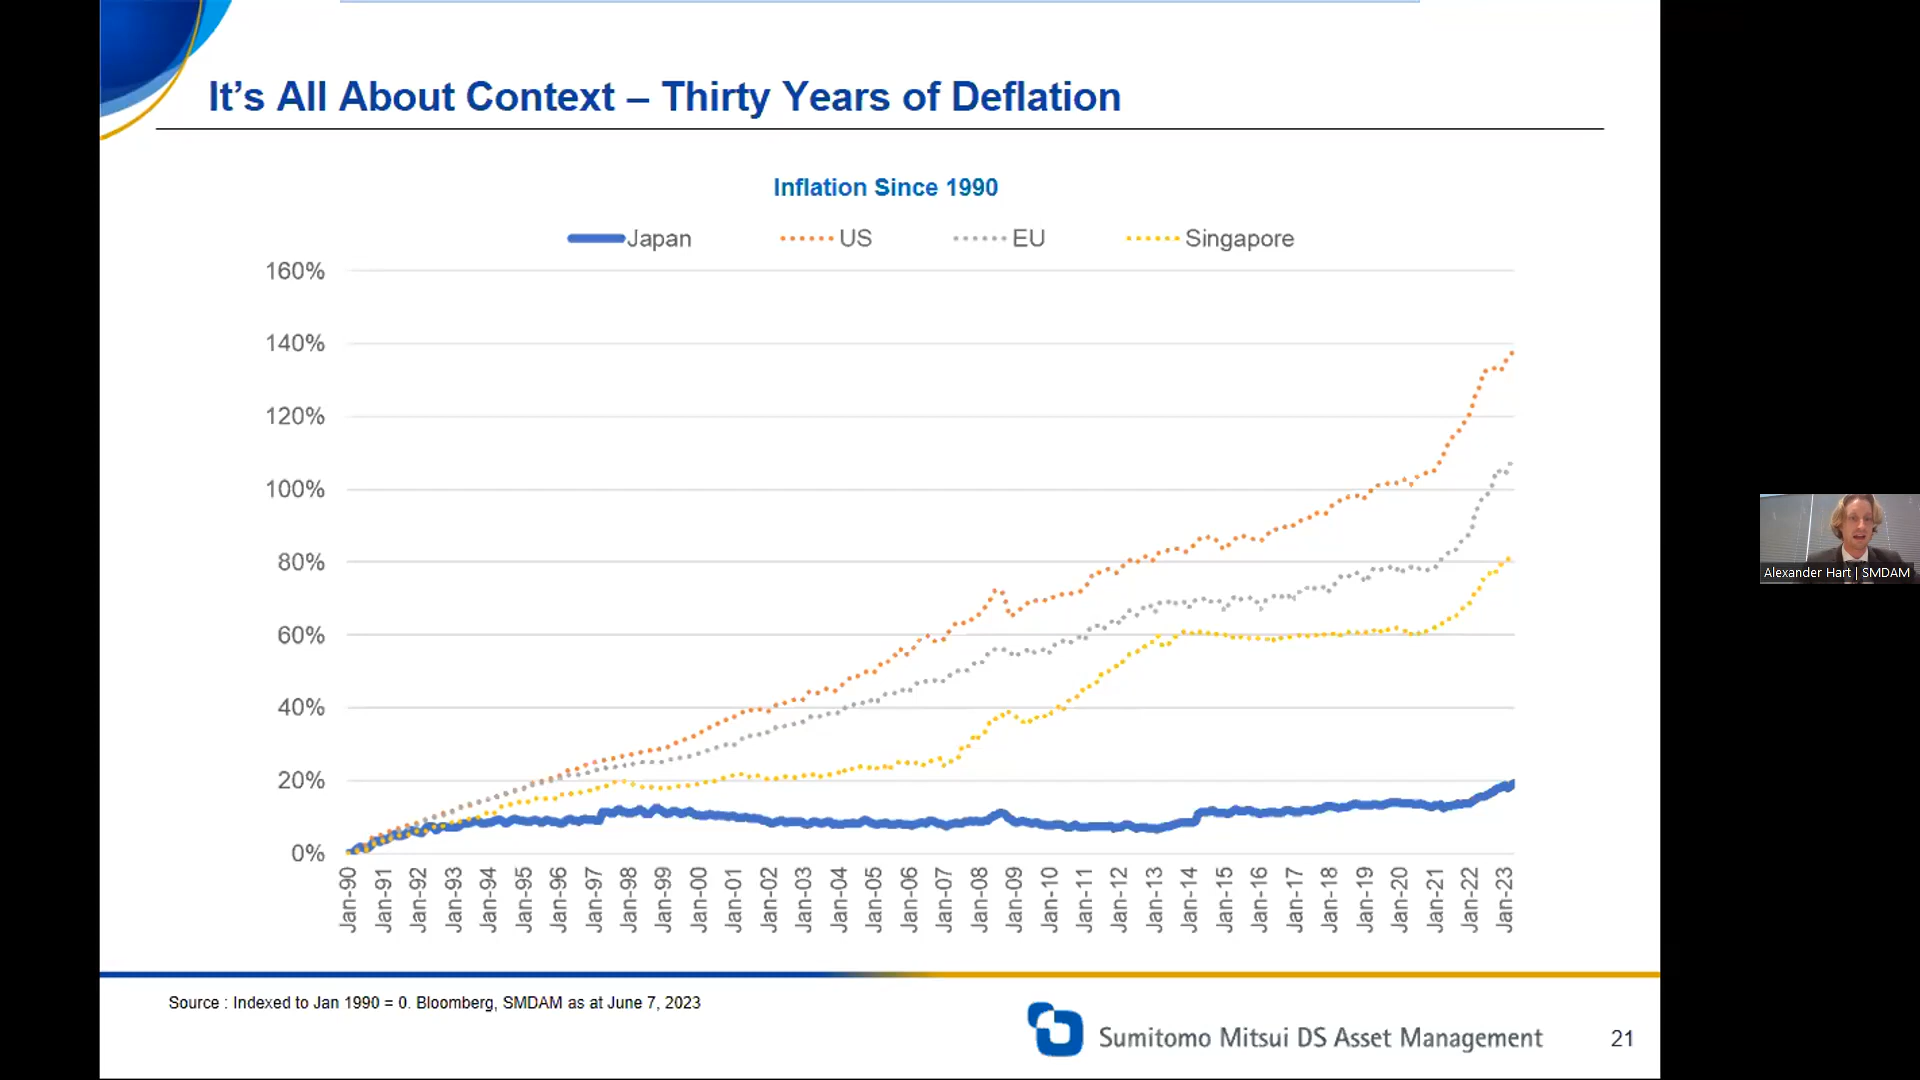 It's All About Context – Thirty Years of Deflation
Inflation Since 1990
Japan US EU Singapore
160%
140%
120%
100%
80%
60%
40%
20%
0%
Jan-90 Jan-91 Jan-92 Jan-93 Jan-94 Jan-95 Jan-96 Jan-97 Jan-98 Jan-99 Jan-00 Jan-01 Jan-02 Jan-03 Jan-04 Jan-05 Jan-06 Jan-07 Jan-08 Jan-09 Jan-10 Jan-11 Jan-12 Jan-13 Jan-14 Jan-15 Jan-16 Jan-17 Jan-18 Jan-19 Jan-20 Jan-21 Jan-22 Jan-23
Alexander Hart | SMDAM
Source : Indexed to Jan 1990 = 0. Bloomberg, SMDAM as at June 7, 2023
Sumitomo Mitsui DS Asset Management
21